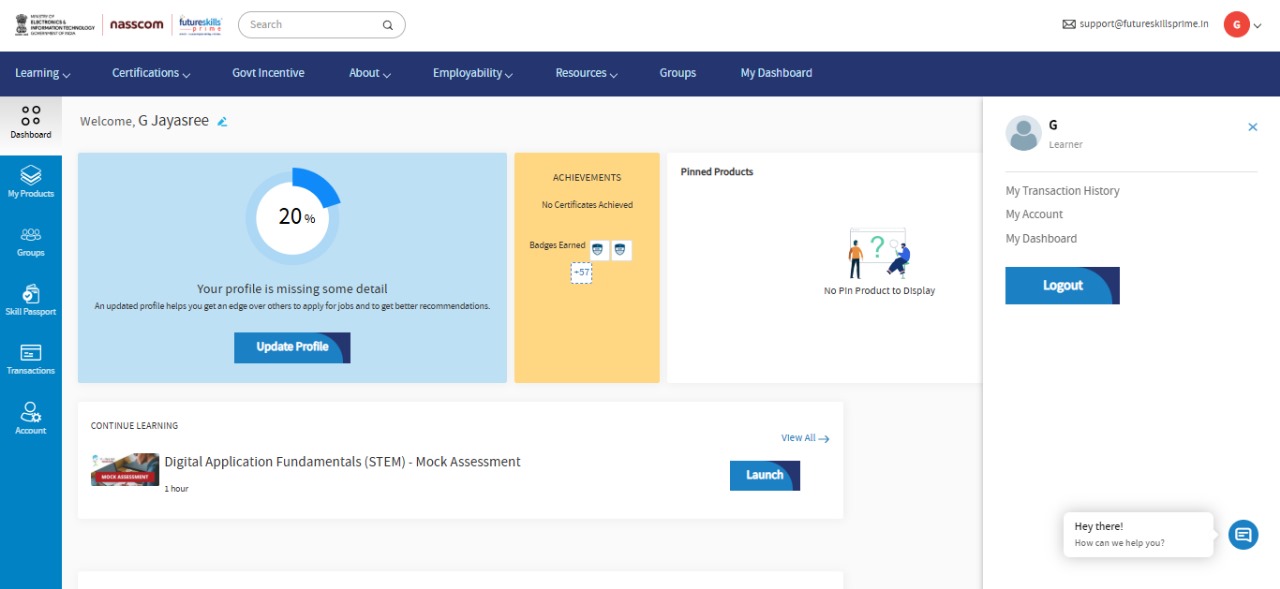 MINISTRY OF
ELECTRONICS &
INFORMATION TECHNOLOGY
GOVERNMENT OF INDIA
nasscom
futureskills
prime
Search
support@futureskillsprime.in
G
Learning
Certifications
Govt Incentive
About
Employability
Resources
Groups
My Dashboard
Dashboard
My Products
Groups
Skill Passport
Transactions
Account
Welcome, G Jayasree
20 %
Your profile is missing some detail
An updated profile helps you get an edge over others to apply for jobs and to get better recommendations.
Update Profile
ACHIEVEMENTS
No Certificates Achieved
Badges Earned
+57
Pinned Products
?
No Pin Product to Display
CONTINUE LEARNING
View All
MOCK ASSESSMENT
Digital Application Fundamentals (STEM) - Mock Assessment
1 hour
Launch
G
Learner
My Transaction History
My Account
My Dashboard
Logout
Hey there!
How can we help you?